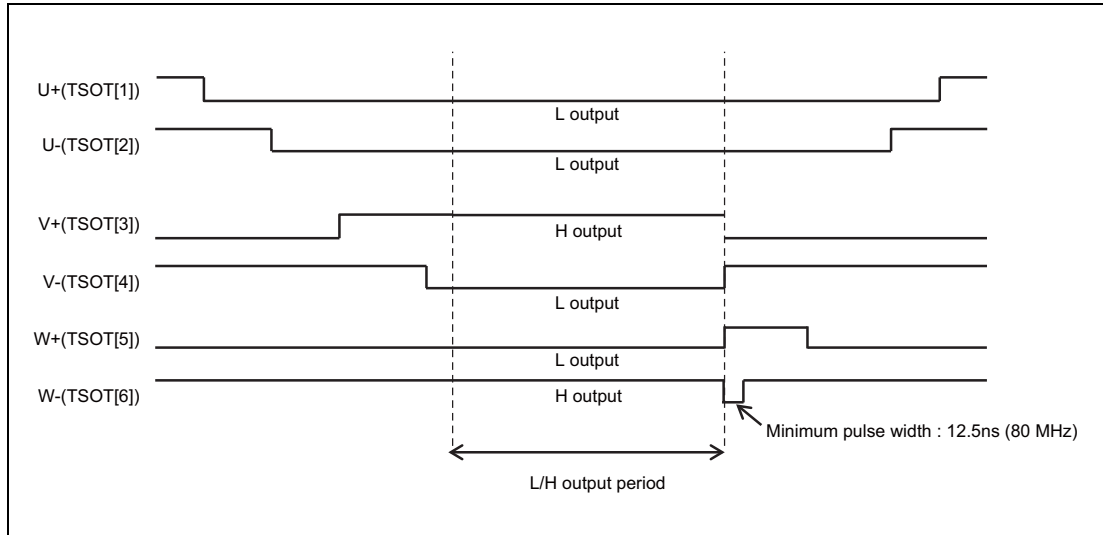 U+(TSOT[1])
L output
U-(TSOT[2])
L output
V+(TSOT[3])
H output
V-(TSOT[4])
L output
W+(TSOT[5])
L output
W-(TSOT[6])
H output
Minimum pulse width : 12.5ns (80 MHz)
L/H output period